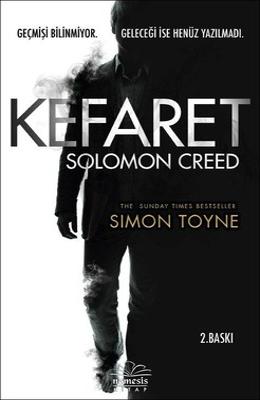 GEÇMİŞİ BİLİNMİYOR. GELECEĞİ İSE HENÜZ YAZILMADI.
KEFARET
SOLOMON CREED
THE SUNDAY TIMES BESTSELLER
SIMON TOYNE
2.BASKI
nemesis
KİTAP